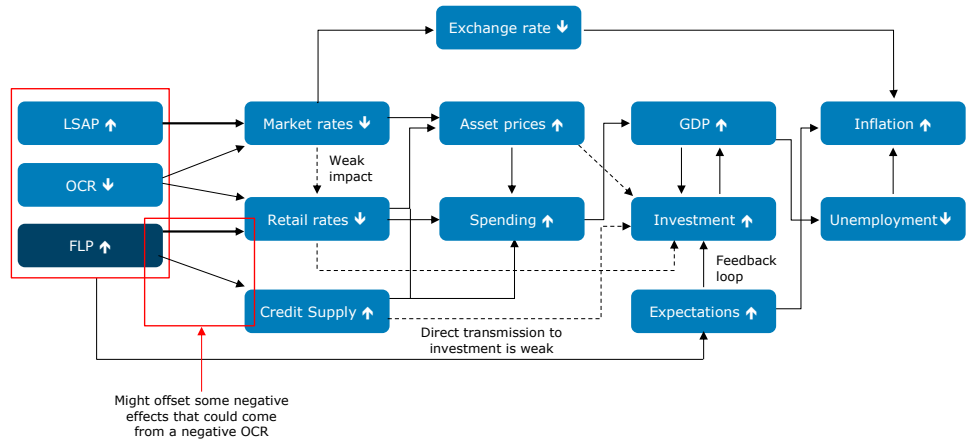 Exchange rate ↓
LSAP ↑
Market rates ↓
Asset prices ↑
GDP ↑
Inflation ↑
Weak
impact
OCR ↓
Retail rates ↓
Spending ↑
Investment ↑
Unemployment ↓
FLP ↑
Feedback
loop
Credit Supply ↑
Expectations ↑
Direct transmission to
investment is weak
Might offset some negative
effects that could come
from a negative OCR